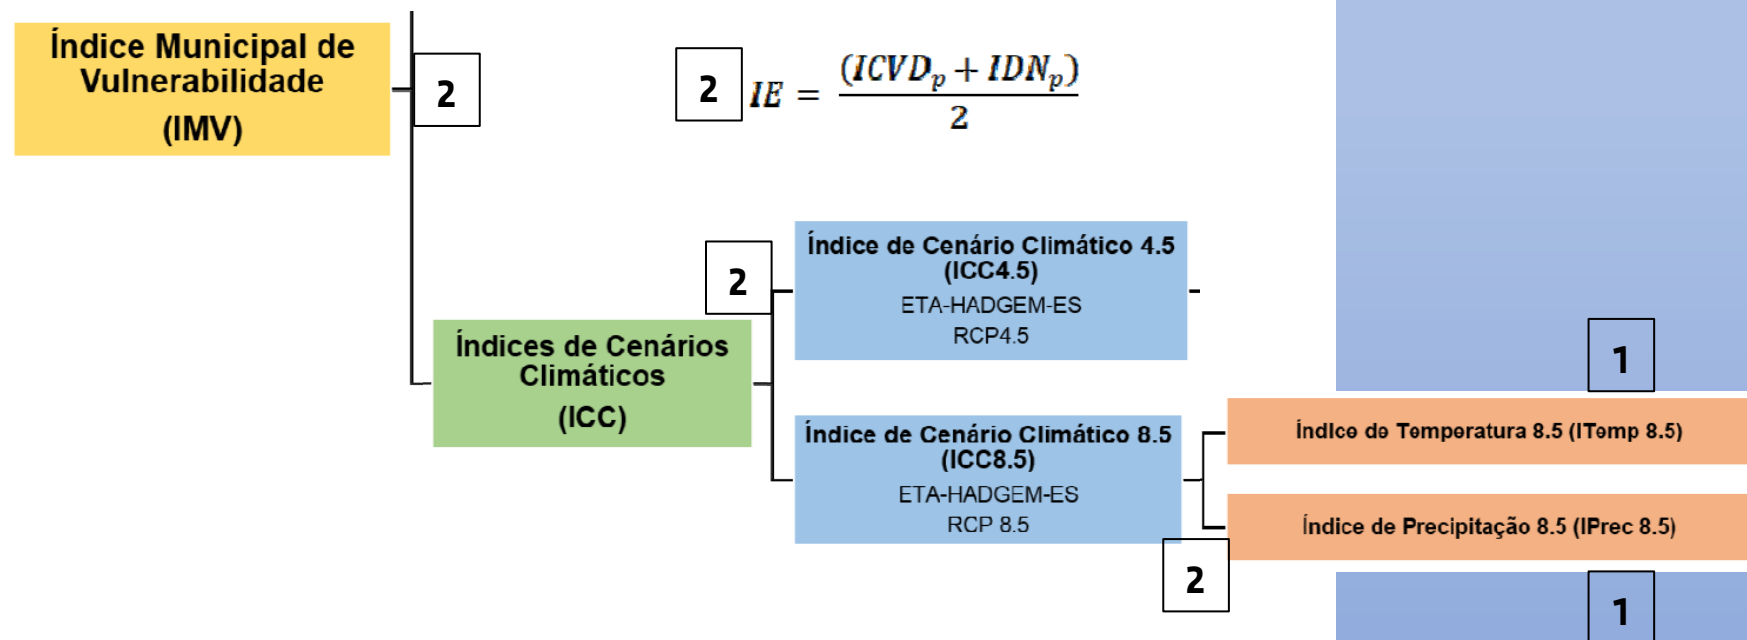 Índice Municipal de
Vulnerabilidade
(IMV)
2
2
IE = (ICVDp + IDNp) / 2
2
Índice de Cenário Climático 4.5
(ICC4.5)
ETA-HADGEM-ES
RCP4.5
Índices de Cenários
Climáticos
(ICC)
1
Índice de Cenário Climático 8.5
(ICC8.5)
ETA-HADGEM-ES
RCP 8.5
Índice de Temperatura 8.5 (ITemp 8.5)
Índice de Precipitação 8.5 (IPrec 8.5)
2
1